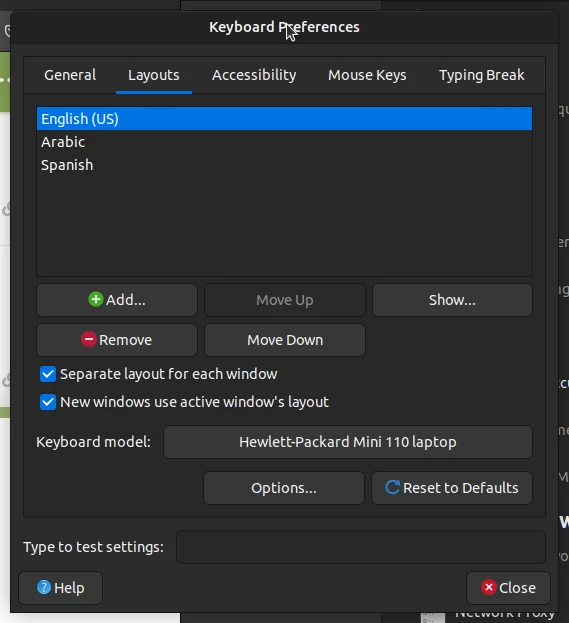 Keyboard Preferences
General Layouts Accessibility Mouse Keys Typing Break
English (US)
Arabic
Spanish
Add... Move Up Show...
Remove Move Down
Separate layout for each window
New windows use active window's layout
Keyboard model: Hewlett-Packard Mini 110 laptop
Options... Reset to Defaults
Type to test settings:
Help Close
Network Proxy